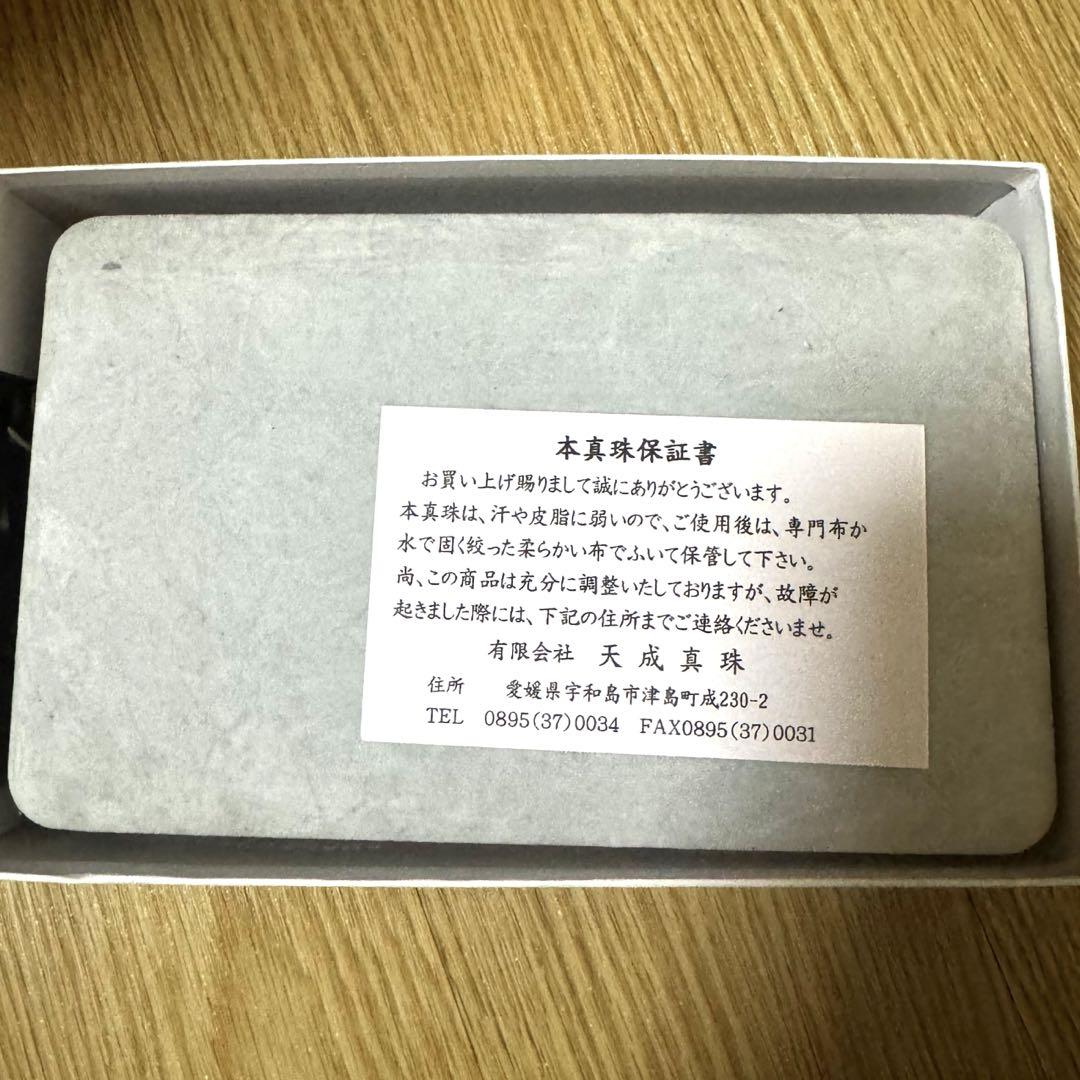 本真珠保証書
お買い上げ賜りまして誠にありがとうございます。
本真珠は、汗や皮脂に弱いので、ご使用後は、専門布か
水で固く絞った柔らかい布でふいて保管して下さい。
尚、この商品は充分に調整いたしておりますが、故障が
起きました際には、下記の住所までご連絡くださいませ。
有限会社 天成真珠
住所 愛媛県宇和島市津島町成230-2
TEL 0895(37)0034 FAX0895(37)0031